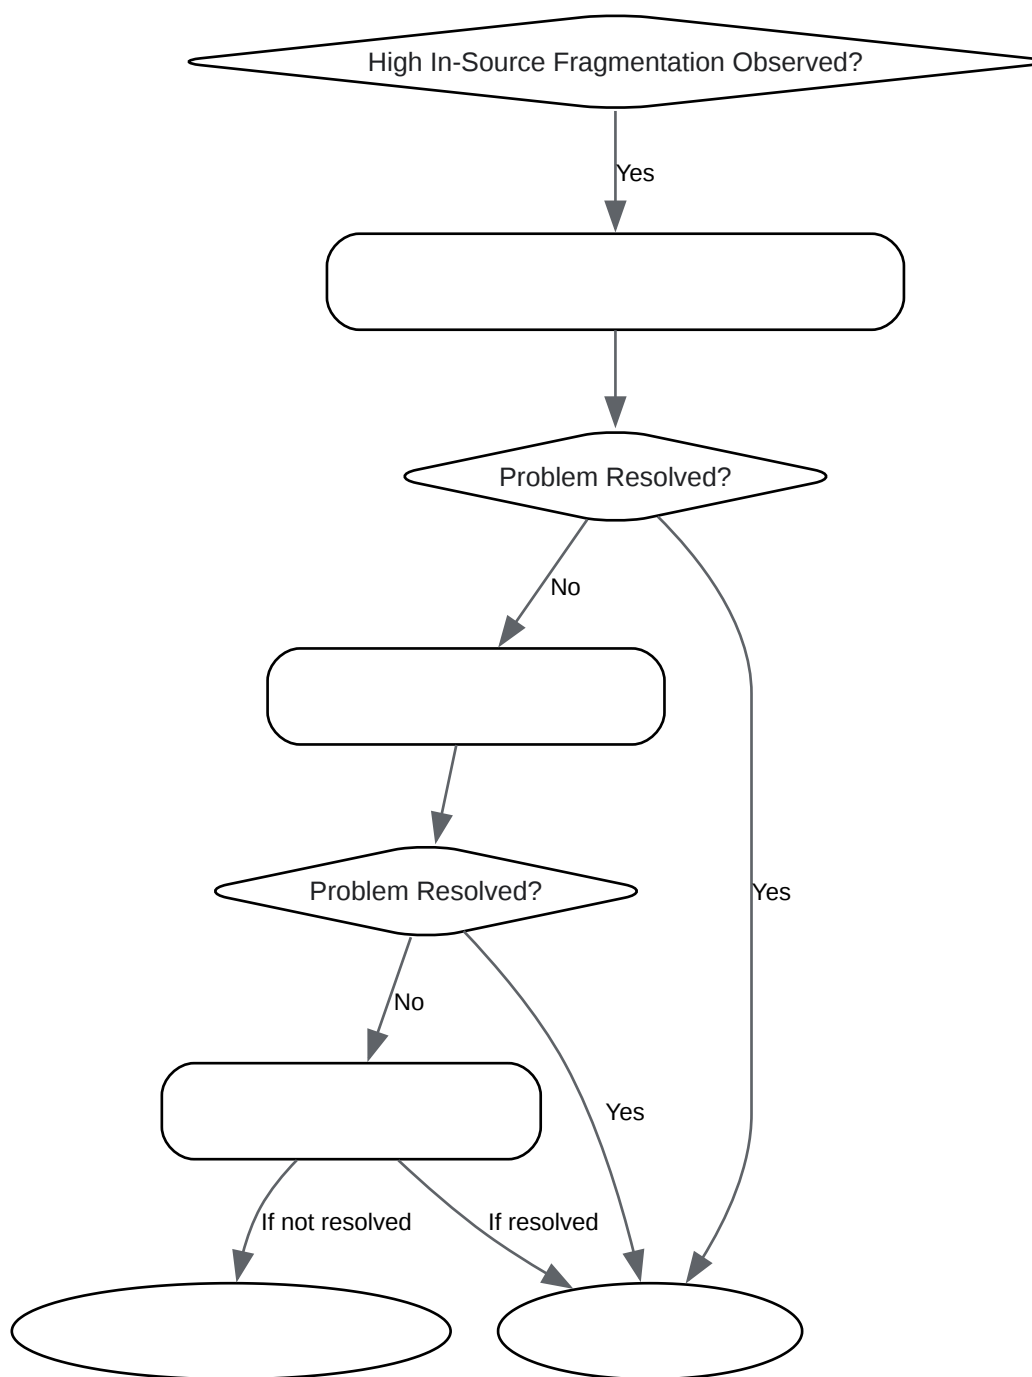 High In-Source Fragmentation Observed?
Yes
Problem Resolved?
No
Problem Resolved?
Yes
No
Yes
If not resolved
If resolved